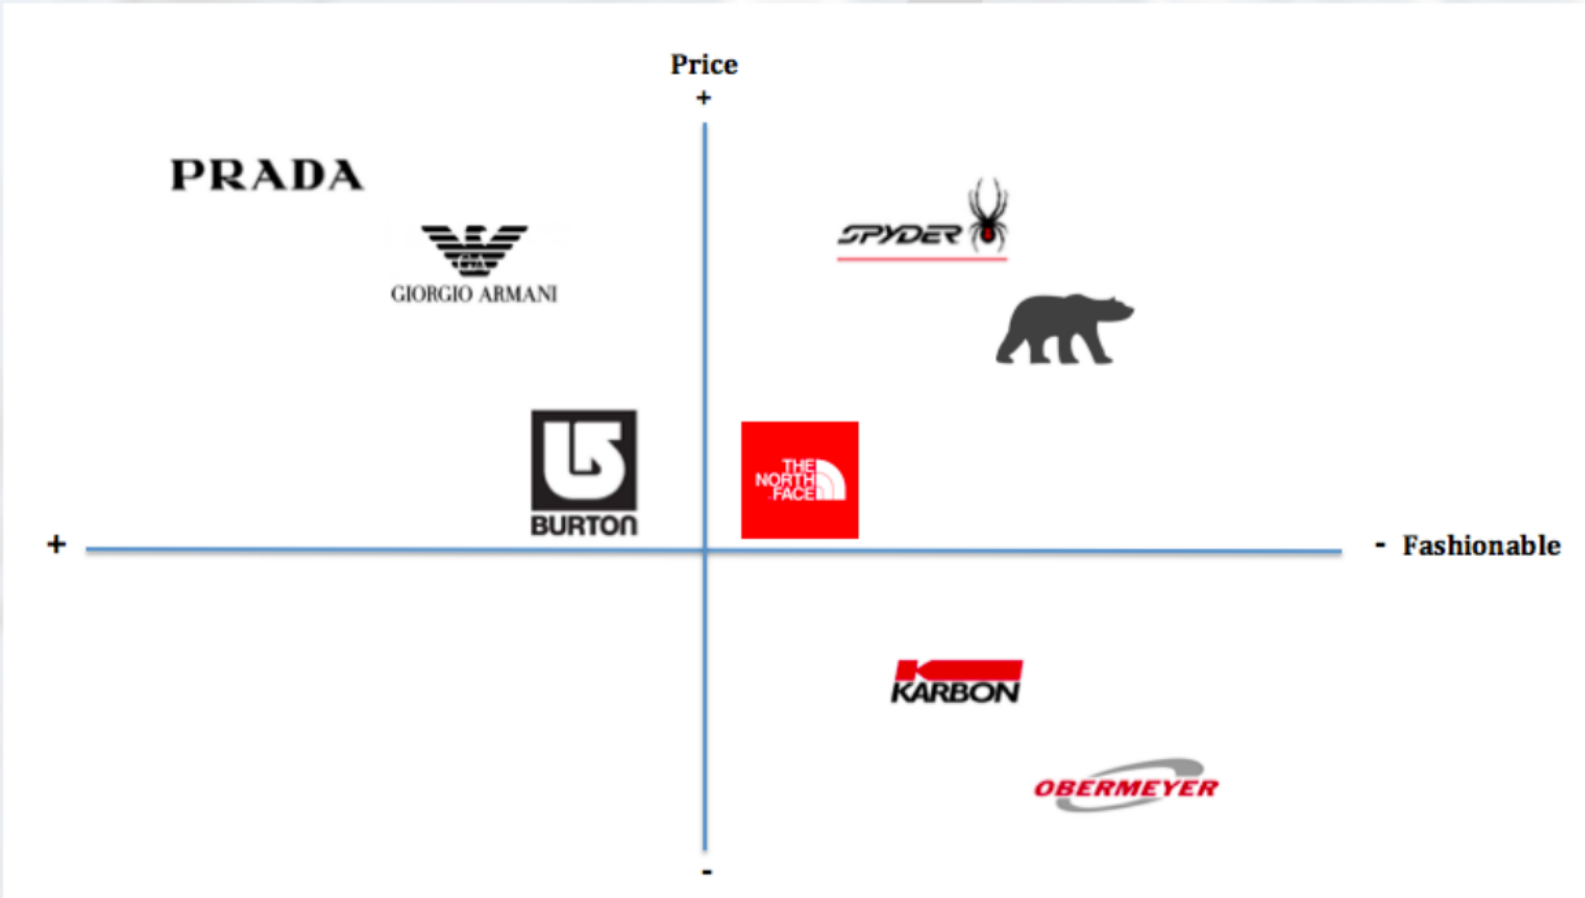 Price
+
PRADA
SPYDER
GIORGIO ARMANI
THE
NORTH
FACE
BURTON
+
- Fashionable
KARBON
OBERMEYER
-